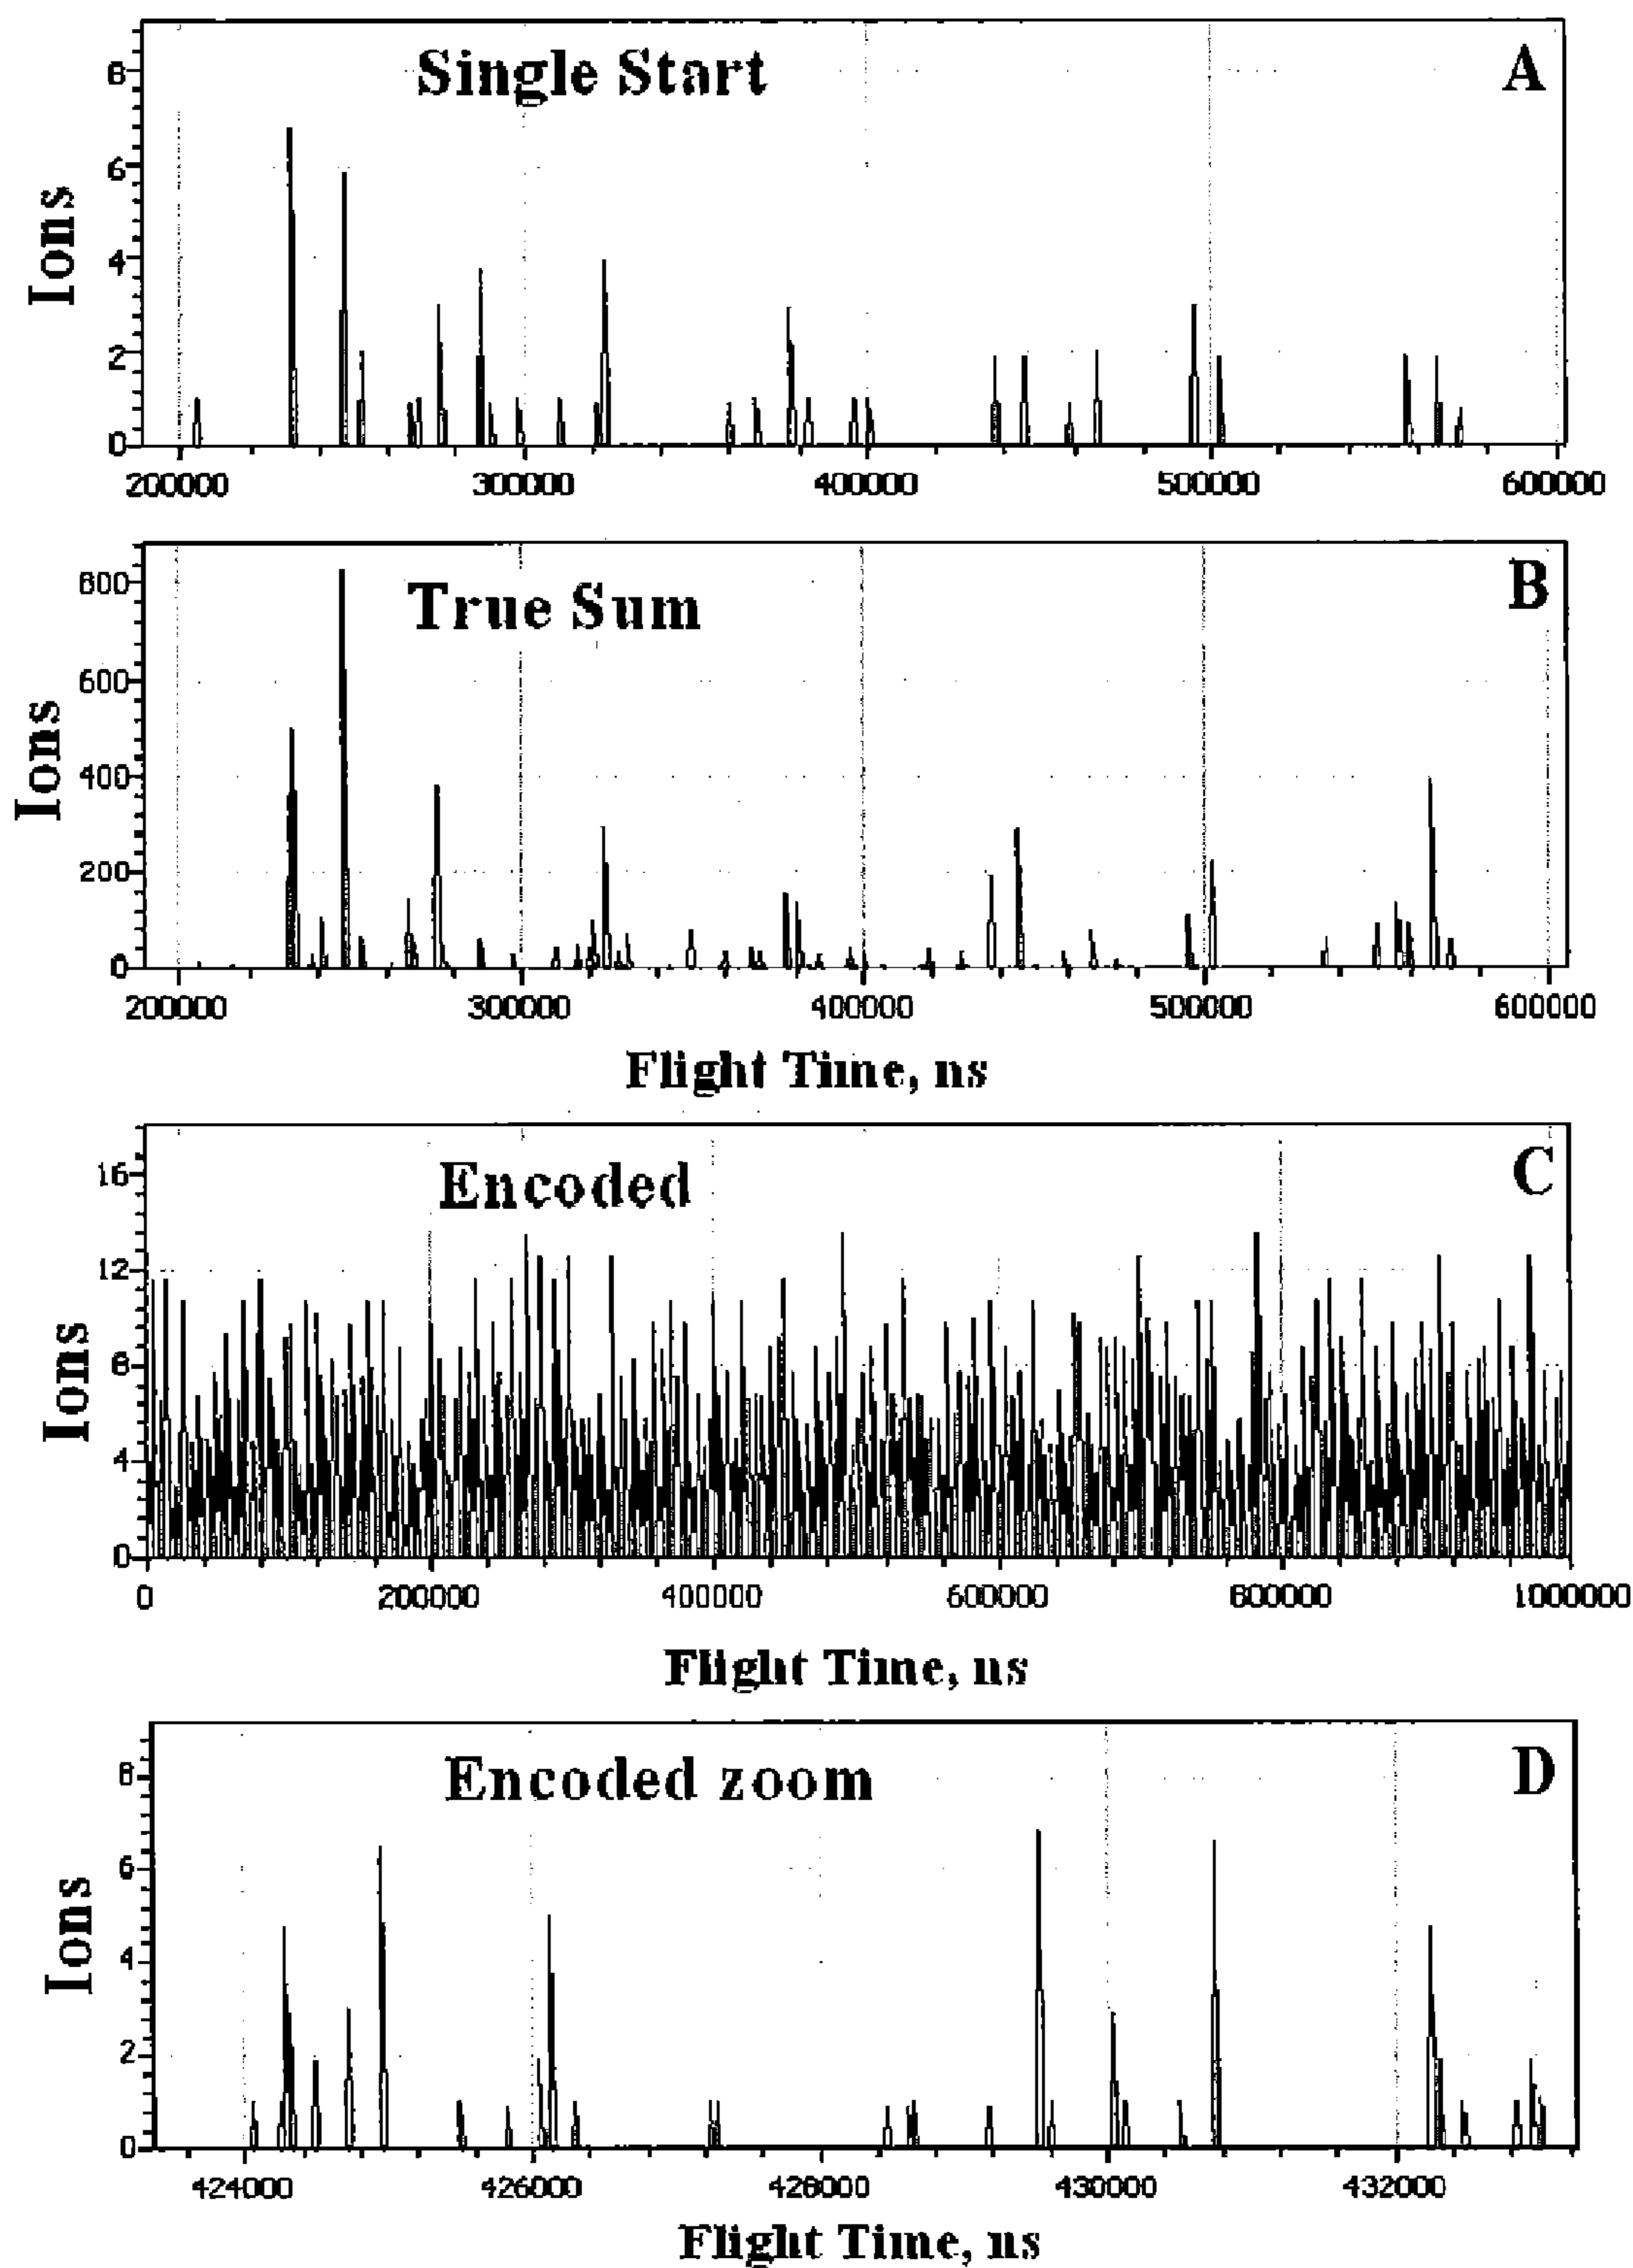 Single Start
A
8
6
4
2
0
Ions
200000 300000 400000 500000 600000
True Sum
B
800
600
400
200
0
Ions
200000 300000 400000 500000 600000
Flight Time, ns
Encoded
C
16
12
8
4
0
Ions
0 200000 400000 600000 800000 1000000
Flight Time, ns
Encoded zoom
D
8
6
4
2
0
Ions
424000 426000 428000 430000 432000
Flight Time, ns